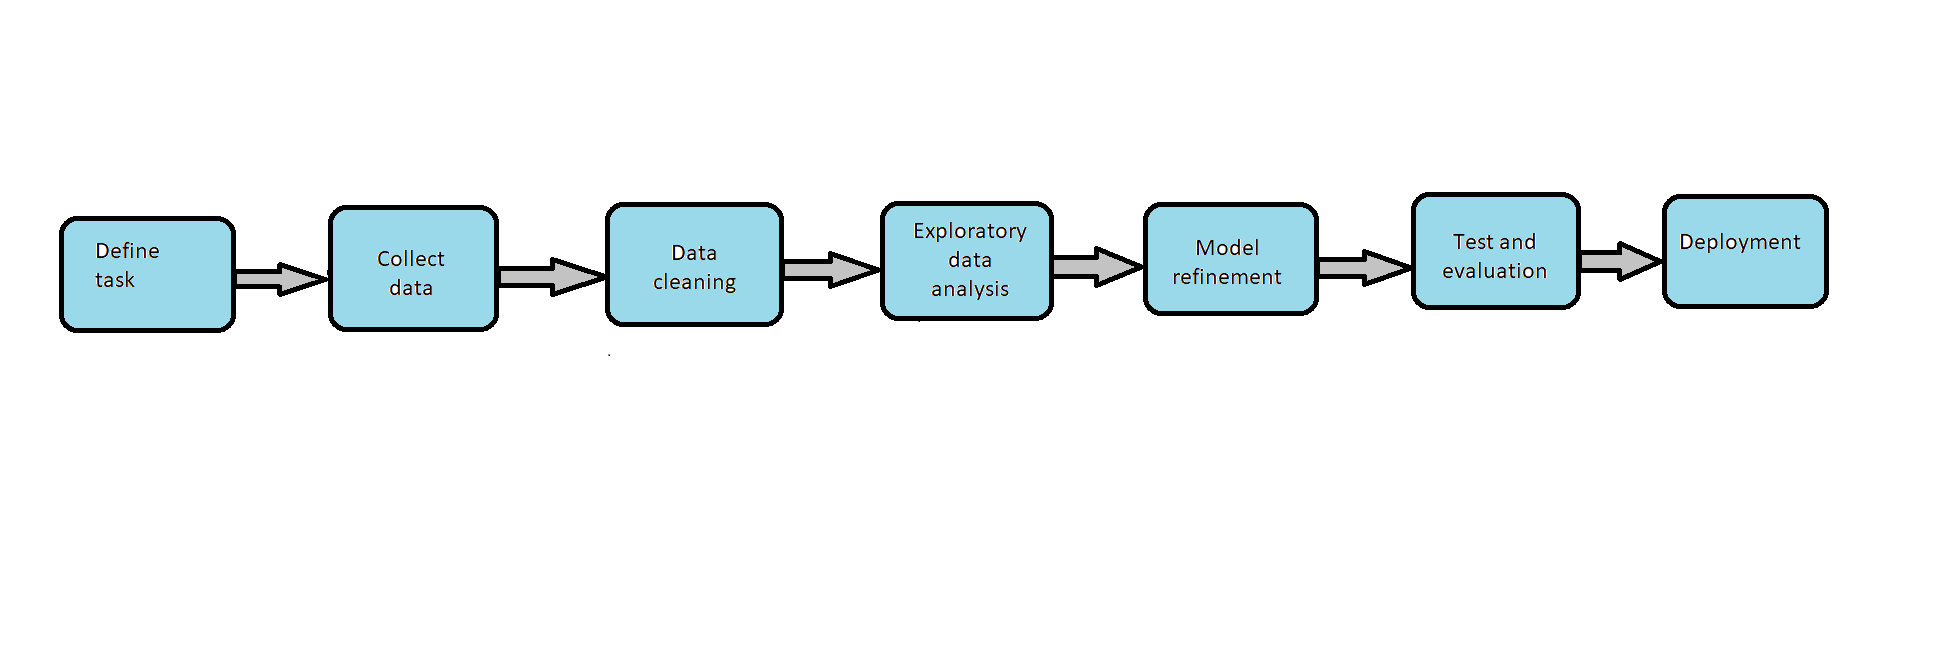 Define
task
Collect
data
Data
cleaning
Exploratory
data
analysis
Model
refinement
Test and
evaluation
Deployment